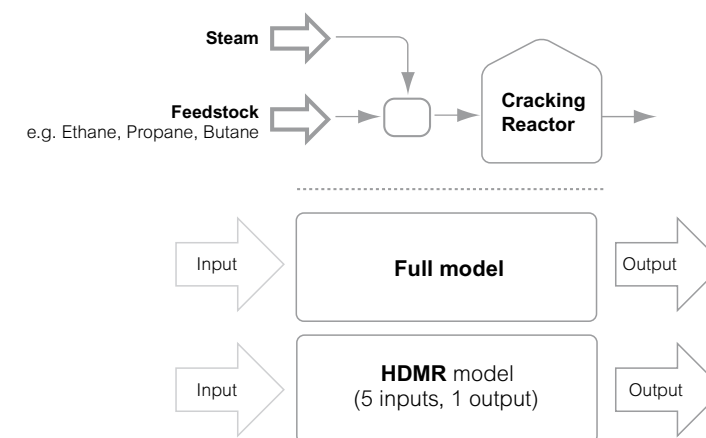 Steam
Feedstock
e.g. Ethane, Propane, Butane
Cracking
Reactor
Input
Full model
Output
Input
HDMR model
(5 inputs, 1 output)
Output